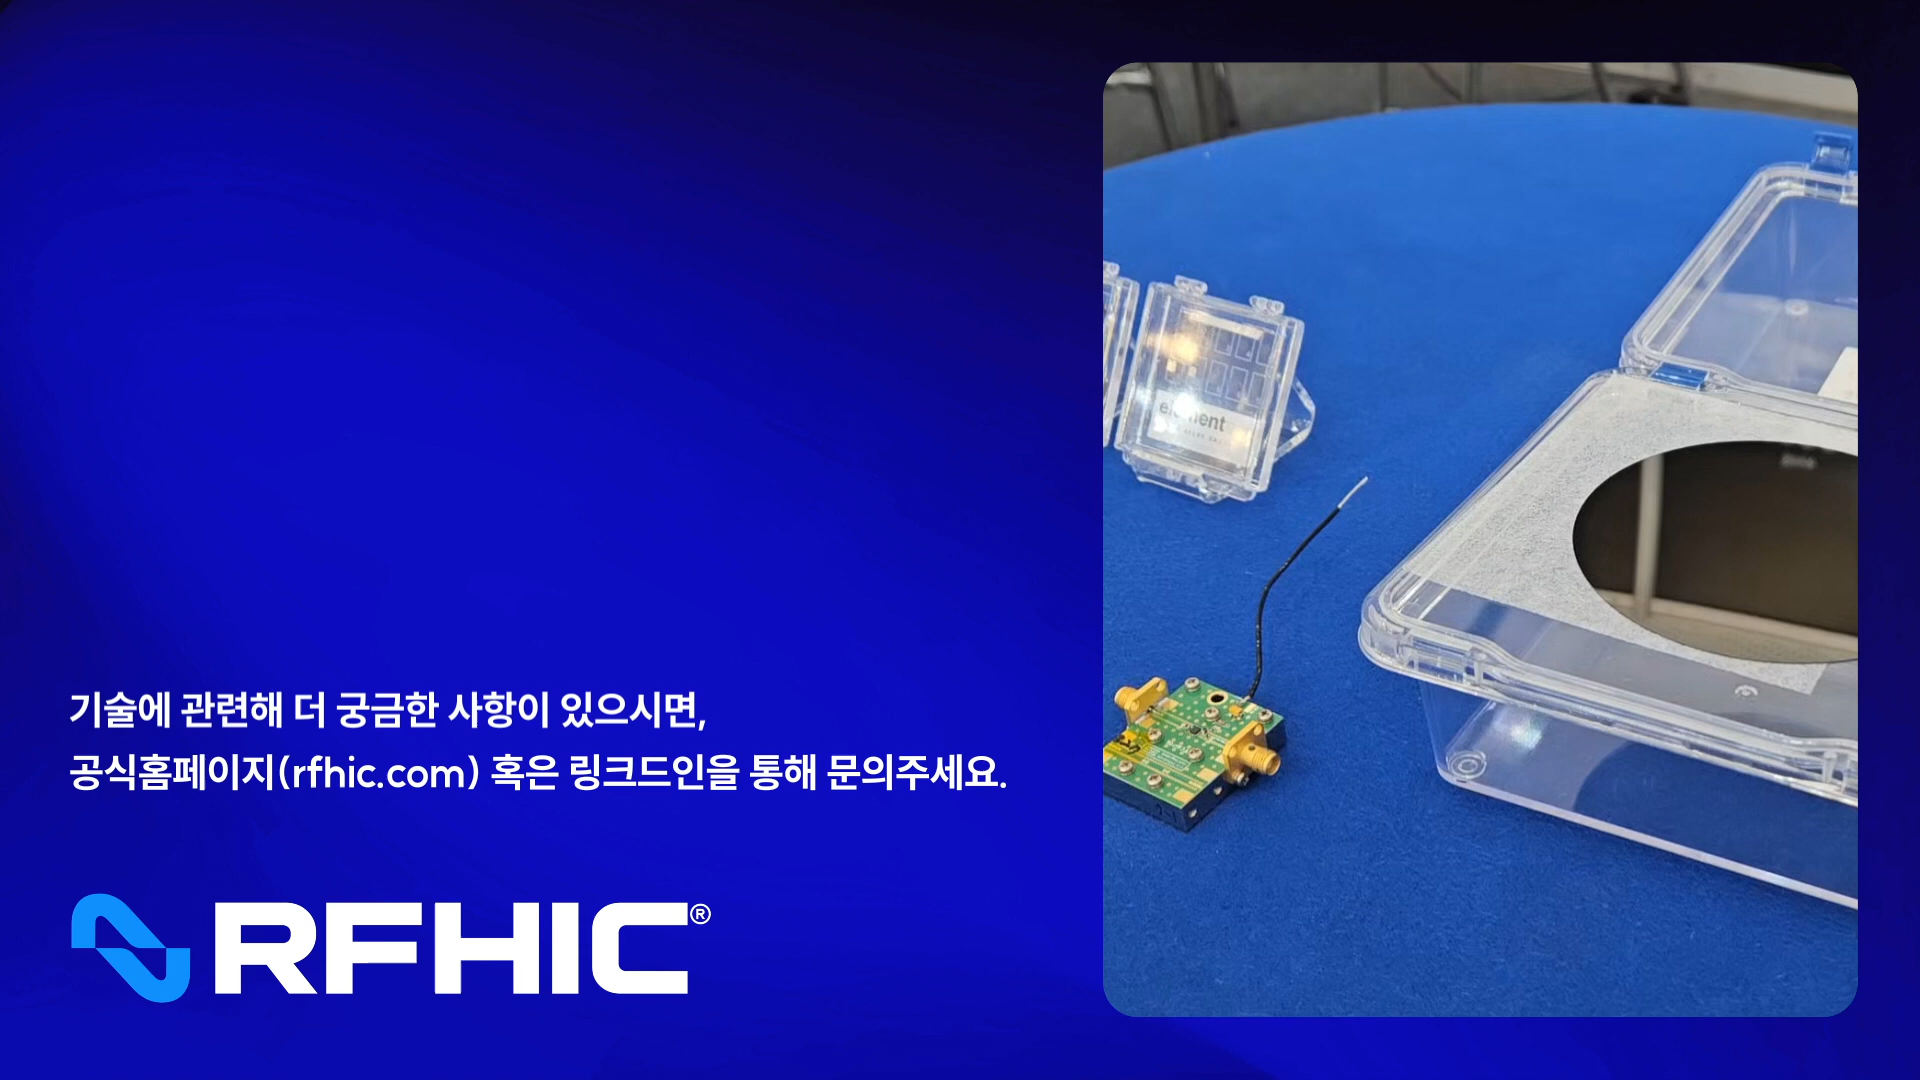 기술에 관련해 더 궁금한 사항이 있으시면,
공식홈페이지(rfhic.com) 혹은 링크드인을 통해 문의주세요.
RFHIC®